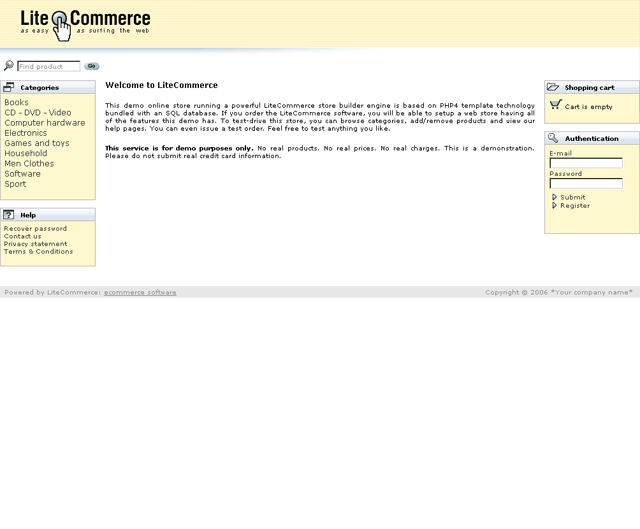 Lite Commerce
as easy as surfing the web
Find product
Go
Categories
Books
CD - DVD - Video
Computer hardware
Electronics
Games and toys
Household
Men Clothes
Software
Sport
Help
Recover password
Contact us
Privacy statement
Terms & Conditions
Welcome to LiteCommerce
This demo online store running a powerful LiteCommerce store builder engine is based on PHP4 template technology
bundled with an SQL database. If you order the LiteCommerce software, you will be able to setup a web store having all
of the features this demo has. To test-drive this store, you can browse categories, add/remove products and view our
help pages. You can even issue a test order. Feel free to test anything you like.
This service is for demo purposes only. No real products. No real prices. No real charges. This is a demonstration.
Please do not submit real credit card information.
Shopping cart
Cart is empty
Authentication
E-mail
Password
Submit
Register
Powered by LiteCommerce: ecommerce software
Copyright © 2006 *Your company name*